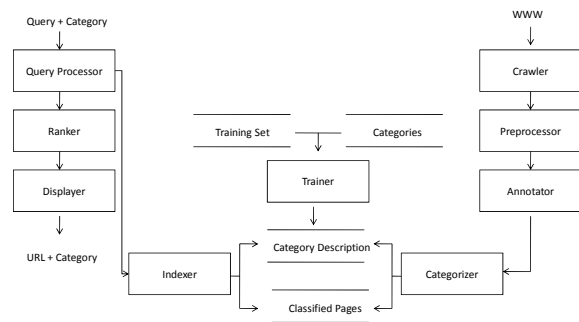 Query + Category
WWW
Query Processor
Crawler
Ranker
Training Set
Categories
Preprocessor
Displayer
Trainer
Annotator
URL + Category
Category Description
Indexer
Categorizer
Classified Pages